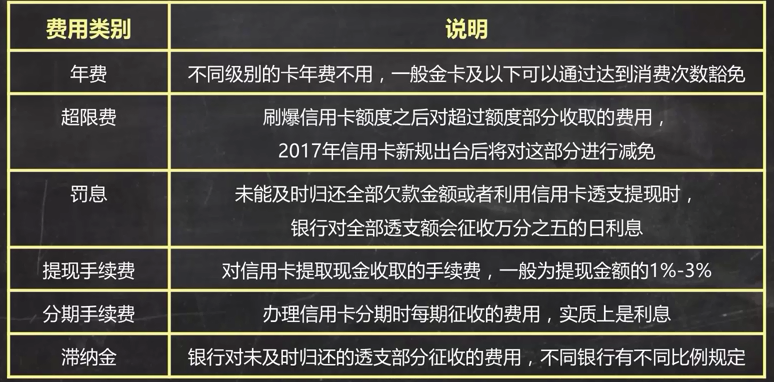 费用类别
说明
年费
不同级别的卡年费不用，一般金卡及以下可以通过达到消费次数豁免
超限费
刷爆信用卡额度之后对超过额度部分收取的费用，
2017年信用卡新规出台后将对这部分进行减免
罚息
未能及时归还全部欠款金额或者利用信用卡透支提现时，
银行对全部透支额会征收万分之五的日利息
提现手续费
对信用卡提取现金收取的手续费，一般为提现金额的1%-3%
分期手续费
办理信用卡分期时每期征收的费用，实质上是利息
滞纳金
银行对未及时归还的透支部分征收的费用，不同银行有不同比例规定